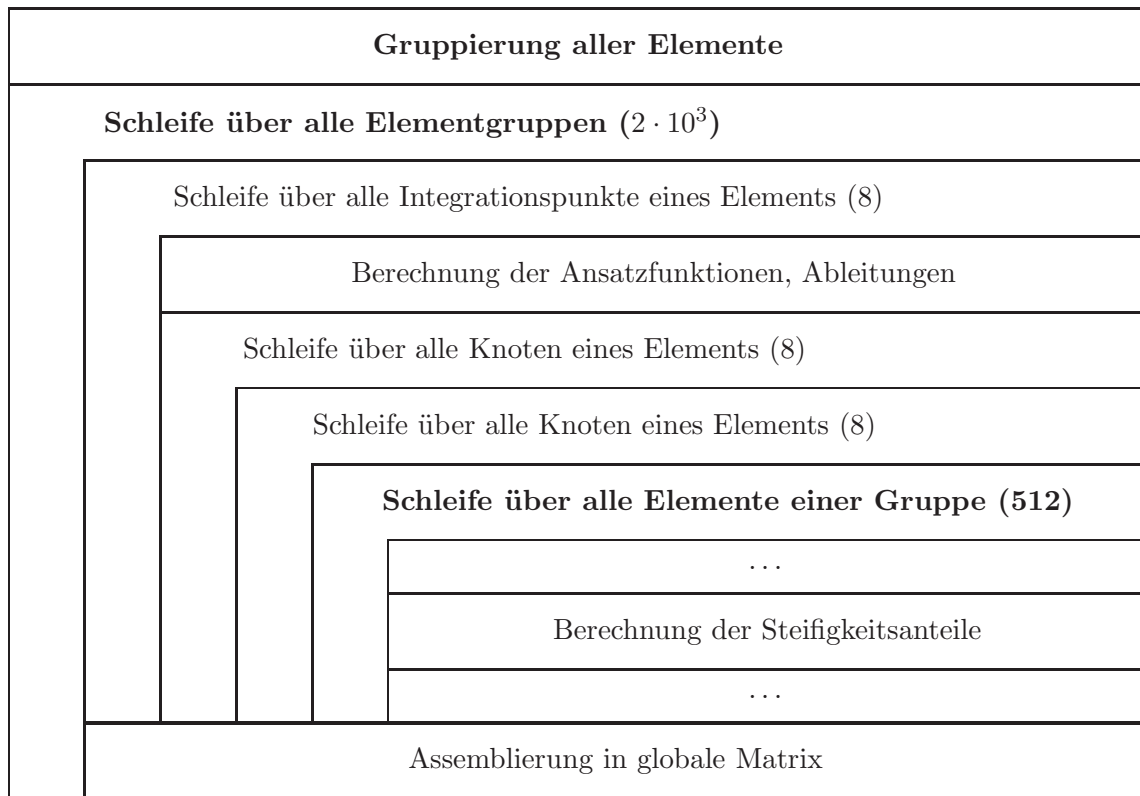 Gruppierung aller Elemente
Schleife über alle Elementgruppen (2 · 10³)
Schleife über alle Integrationspunkte eines Elements (8)
Berechnung der Ansatzfunktionen, Ableitungen
Schleife über alle Knoten eines Elements (8)
Schleife über alle Knoten eines Elements (8)
Schleife über alle Elemente einer Gruppe (512)
. . .
Berechnung der Steifigkeitsanteile
. . .
Assemblierung in globale Matrix